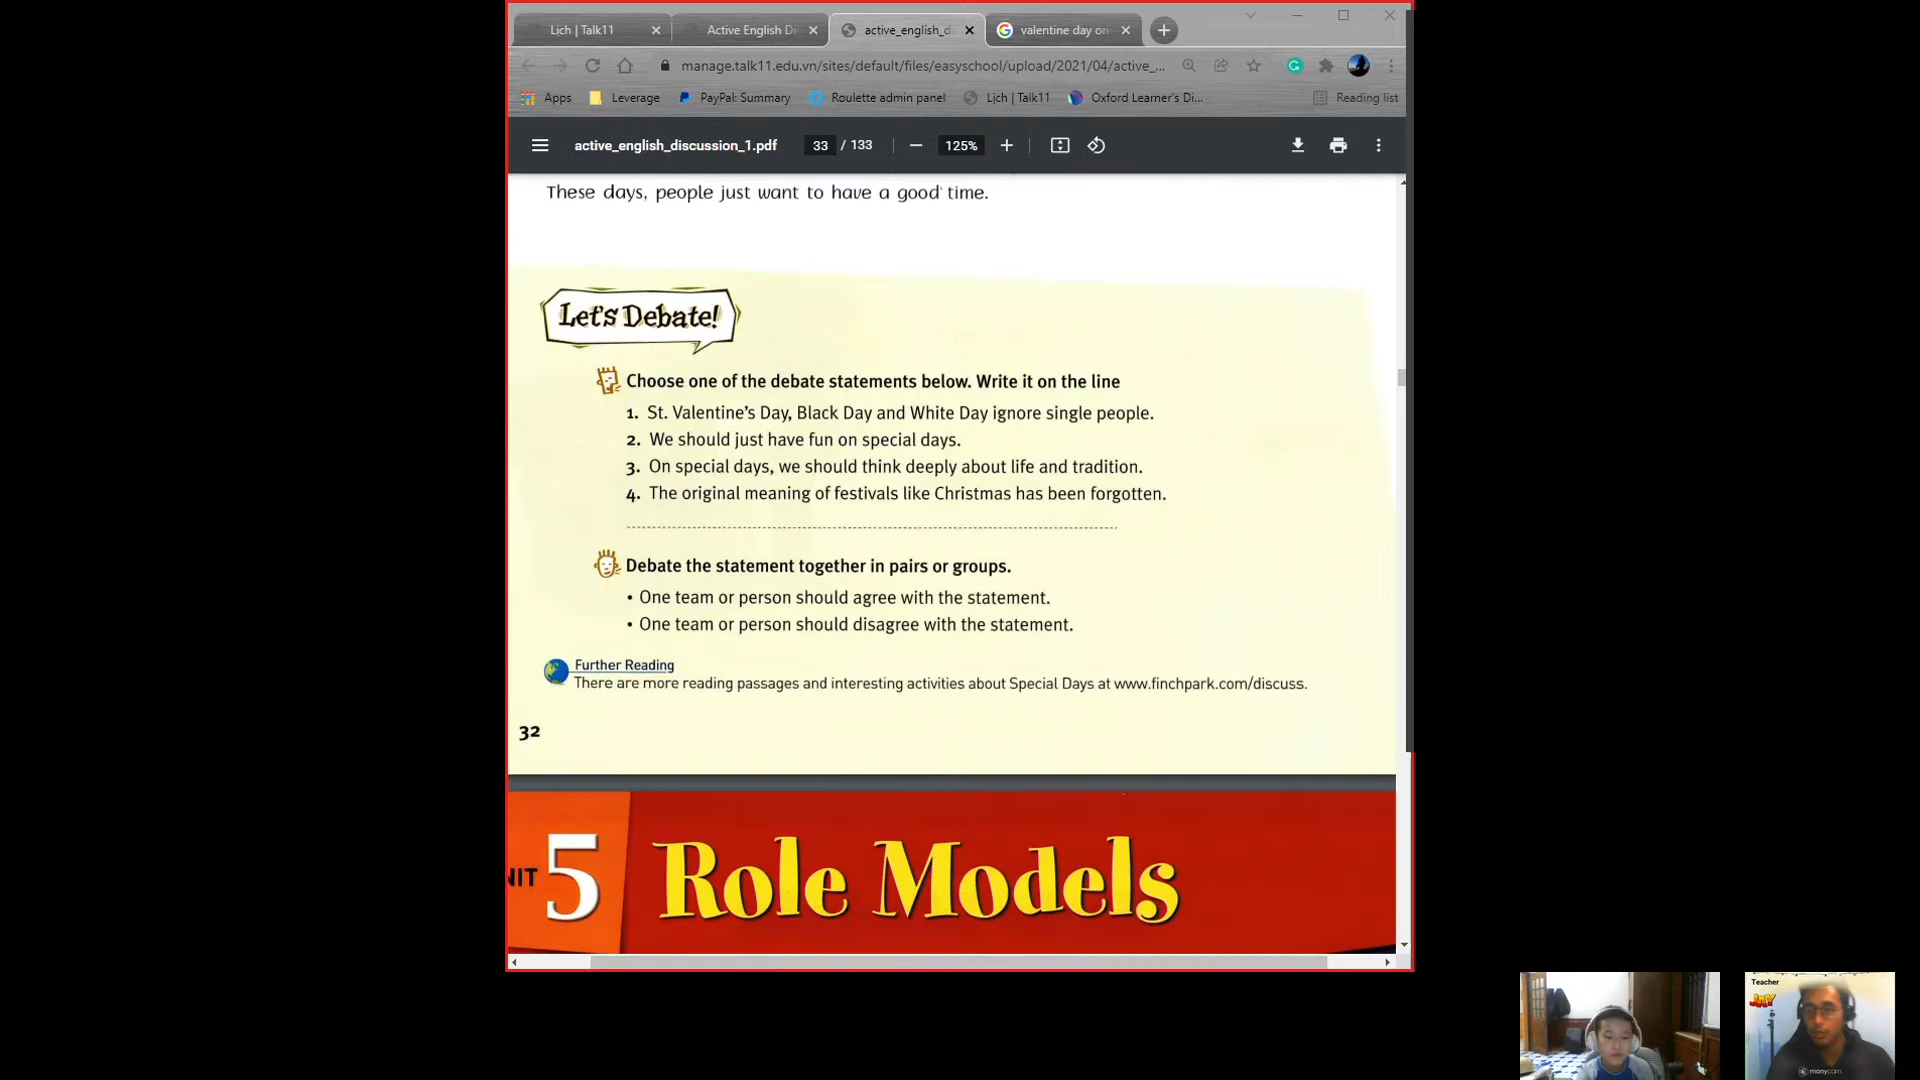 Lịch | Talk11
Active English Di
active_english_d
valentine day on
manage.talk11.edu.vn/sites/default/files/easyschool/upload/2021/04/active_...
Apps
Leverage
PayPal: Summary
Roulette admin panel
Lịch | Talk11
Oxford Learner's Di...
Reading list
active_english_discussion_1.pdf
33 / 133
125%
These days, people just want to have a good time.
Let's Debate!
Choose one of the debate statements below. Write it on the line
1. St. Valentine's Day, Black Day and White Day ignore single people.
2. We should just have fun on special days.
3. On special days, we should think deeply about life and tradition.
4. The original meaning of festivals like Christmas has been forgotten.
Debate the statement together in pairs or groups.
• One team or person should agree with the statement.
• One team or person should disagree with the statement.
Further Reading
There are more reading passages and interesting activities about Special Days at www.finchpark.com/discuss.
32
NIT 5 Role Models
Teacher
JAY
manycam